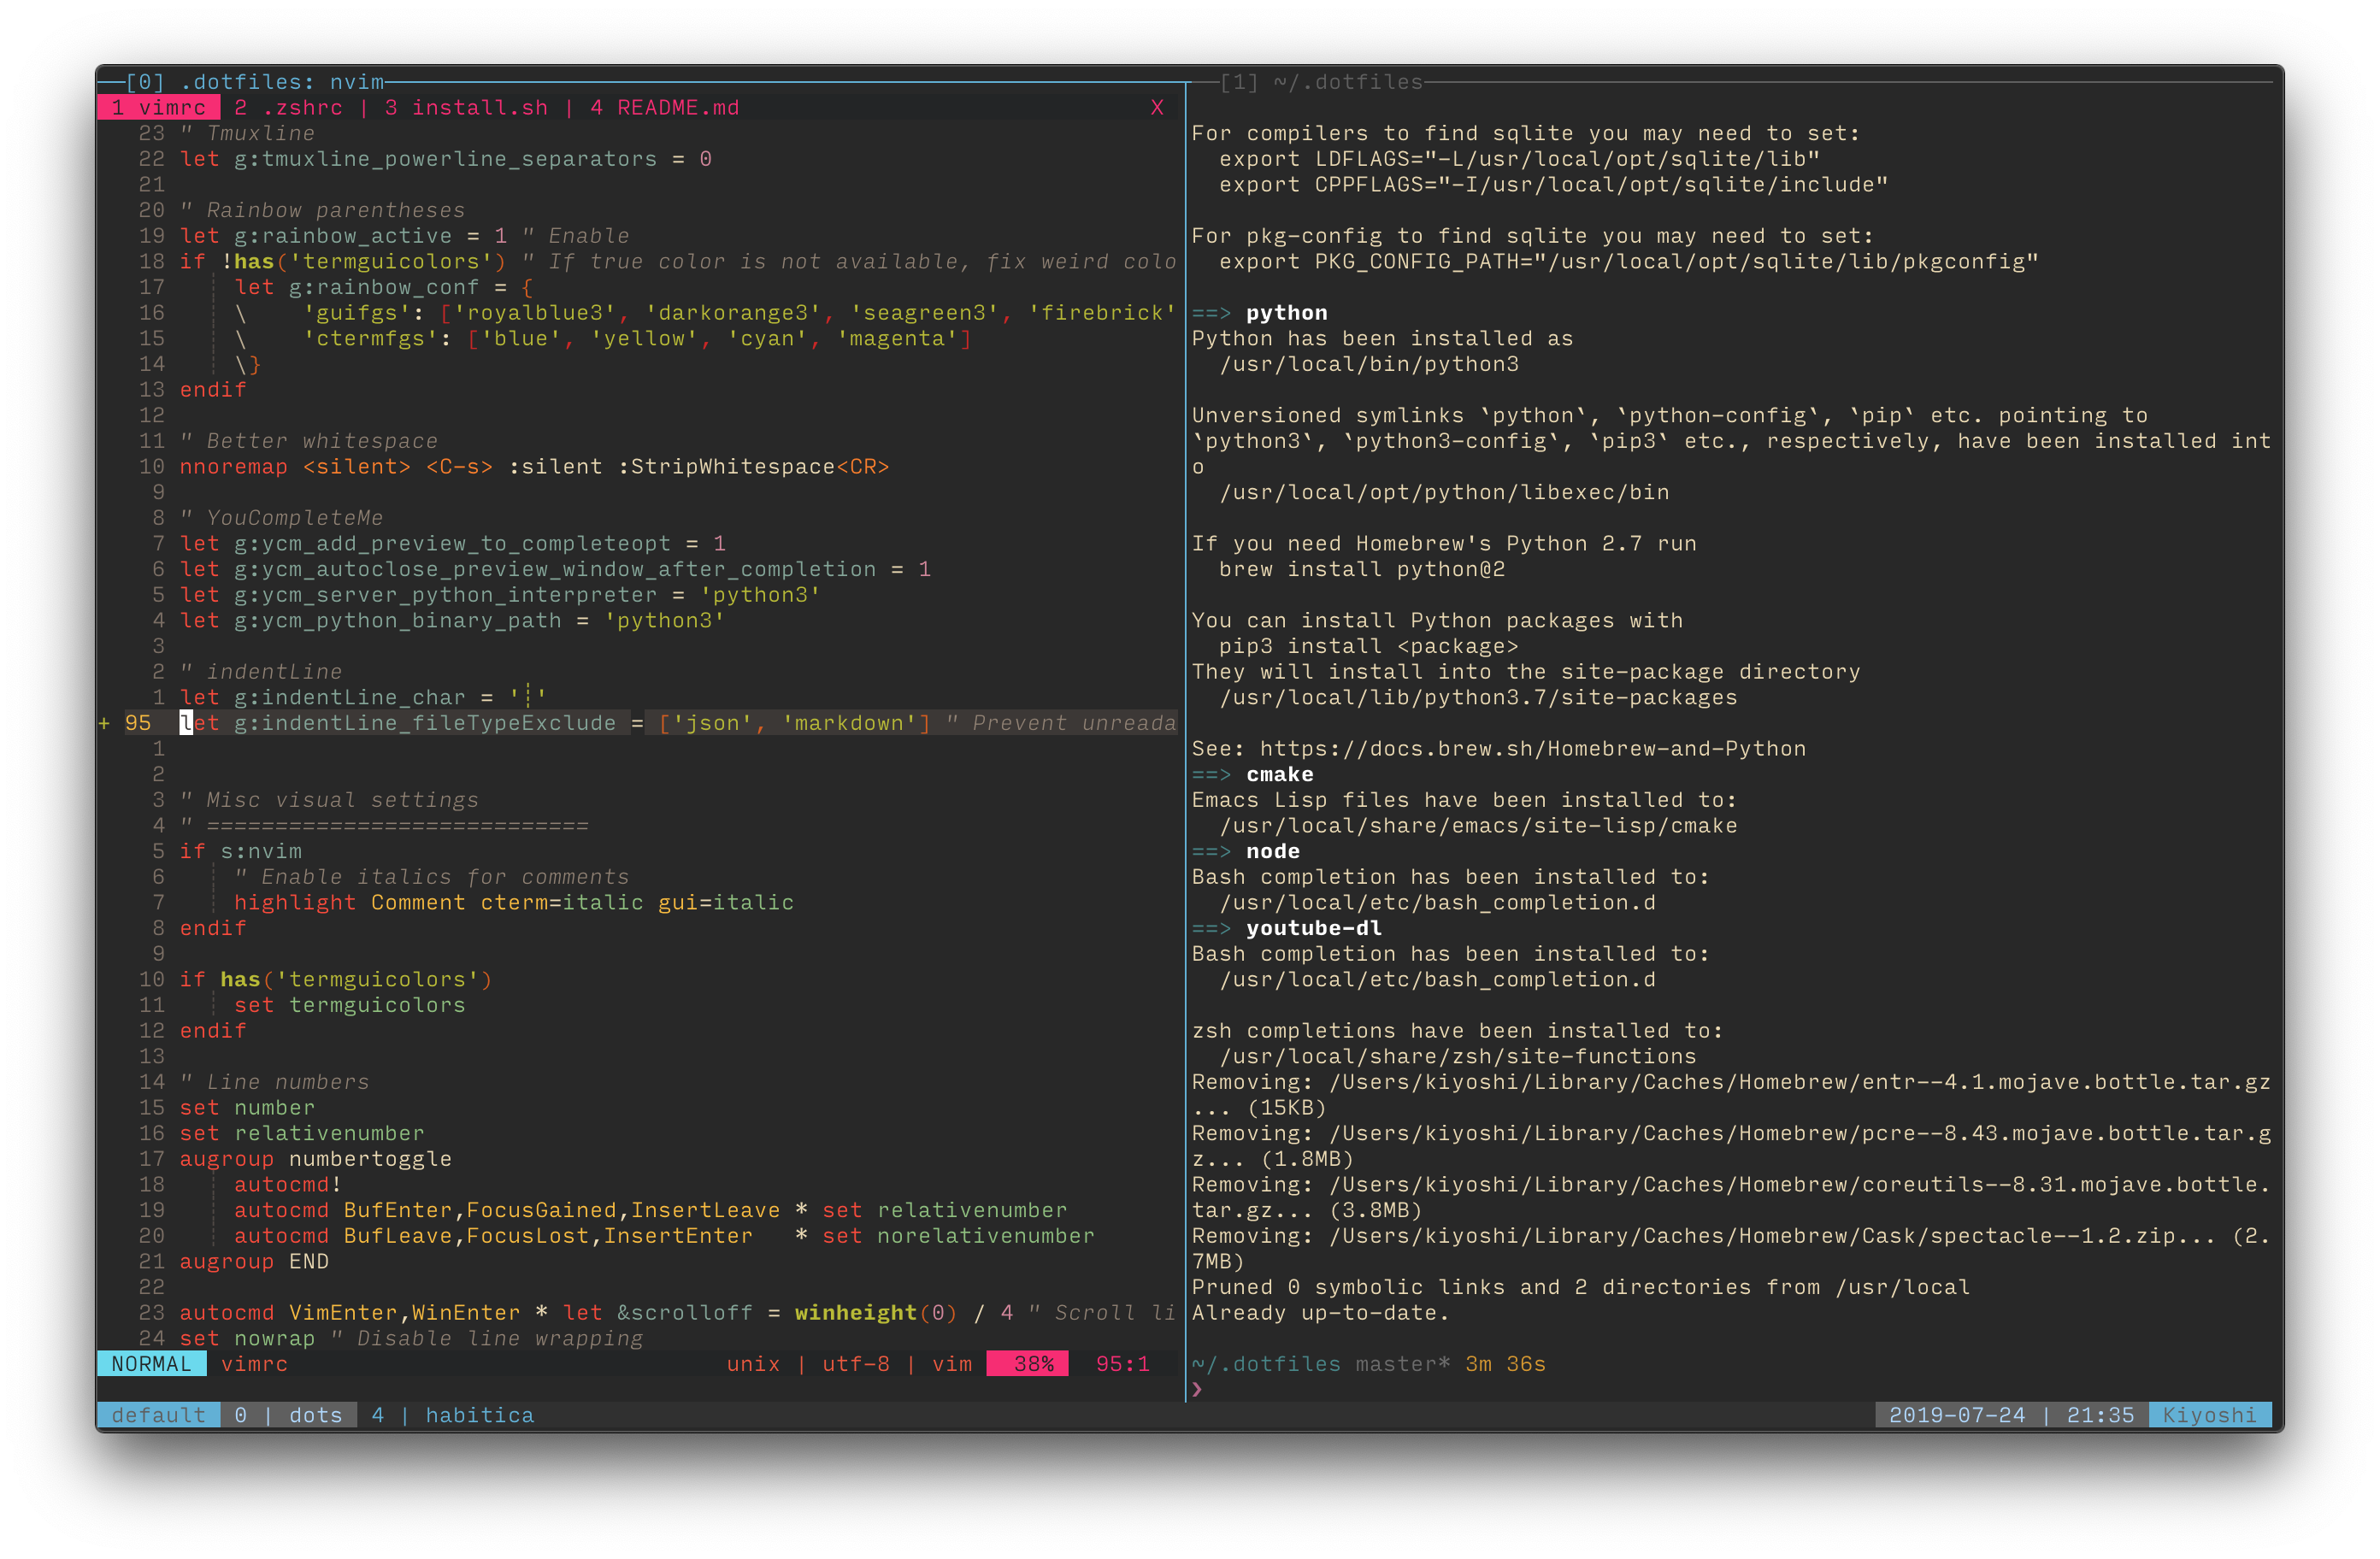 [0] .dotfiles: nvim
1 vimrc 2 .zshrc | 3 install.sh | 4 README.md X
23 " Tmuxline
22 let g:tmuxline_powerline_separators = 0
21
20 " Rainbow parentheses
19 let g:rainbow_active = 1 " Enable
18 if !has('termguicolors') " If true color is not available, fix weird colo
17 let g:rainbow_conf = {
16 \ 'guifgs': ['royalblue3', 'darkorange3', 'seagreen3', 'firebrick'
15 \ 'ctermfgs': ['blue', 'yellow', 'cyan', 'magenta']
14 \}
13 endif
12
11 " Better whitespace
10 nnoremap <silent> <C-s> :silent :StripWhitespace<CR>
9
8 " YouCompleteMe
7 let g:ycm_add_preview_to_completeopt = 1
6 let g:ycm_autoclose_preview_window_after_completion = 1
5 let g:ycm_server_python_interpreter = 'python3'
4 let g:ycm_python_binary_path = 'python3'
3
2 " indentLine
1 let g:indentLine_char = '┊'
+ 95 let g:indentLine_fileTypeExclude = ['json', 'markdown'] " Prevent unreada
1
2
3 " Misc visual settings
4 " ============================
5 if s:nvim
6 " Enable italics for comments
7 highlight Comment cterm=italic gui=italic
8 endif
9
10 if has('termguicolors')
11 set termguicolors
12 endif
13
14 " Line numbers
15 set number
16 set relativenumber
17 augroup numbertoggle
18 autocmd!
19 autocmd BufEnter,FocusGained,InsertLeave * set relativenumber
20 autocmd BufLeave,FocusLost,InsertEnter * set norelativenumber
21 augroup END
22
23 autocmd VimEnter,WinEnter * let &scrolloff = winheight(0) / 4 " Scroll li
24 set nowrap " Disable line wrapping
NORMAL vimrc unix | utf-8 | vim 38% 95:1
[1] ~/.dotfiles
For compilers to find sqlite you may need to set:
export LDFLAGS="-L/usr/local/opt/sqlite/lib"
export CPPFLAGS="-I/usr/local/opt/sqlite/include"
For pkg-config to find sqlite you may need to set:
export PKG_CONFIG_PATH="/usr/local/opt/sqlite/lib/pkgconfig"
==> python
Python has been installed as
/usr/local/bin/python3
Unversioned symlinks `python`, `python-config`, `pip` etc. pointing to
`python3`, `python3-config`, `pip3` etc., respectively, have been installed int
o
/usr/local/opt/python/libexec/bin
If you need Homebrew's Python 2.7 run
brew install python@2
You can install Python packages with
pip3 install <package>
They will install into the site-package directory
/usr/local/lib/python3.7/site-packages
See: https://docs.brew.sh/Homebrew-and-Python
==> cmake
Emacs Lisp files have been installed to:
/usr/local/share/emacs/site-lisp/cmake
==> node
Bash completion has been installed to:
/usr/local/etc/bash_completion.d
==> youtube-dl
Bash completion has been installed to:
/usr/local/etc/bash_completion.d
zsh completions have been installed to:
/usr/local/share/zsh/site-functions
Removing: /Users/kiyoshi/Library/Caches/Homebrew/entr--4.1.mojave.bottle.tar.gz
... (15KB)
Removing: /Users/kiyoshi/Library/Caches/Homebrew/pcre--8.43.mojave.bottle.tar.g
z... (1.8MB)
Removing: /Users/kiyoshi/Library/Caches/Homebrew/coreutils--8.31.mojave.bottle.
tar.gz... (3.8MB)
Removing: /Users/kiyoshi/Library/Caches/Homebrew/Cask/spectacle--1.2.zip... (2.
7MB)
Pruned 0 symbolic links and 2 directories from /usr/local
Already up-to-date.
~/.dotfiles master* 3m 36s
❯
default 0 | dots 4 | habitica 2019-07-24 | 21:35 Kiyoshi